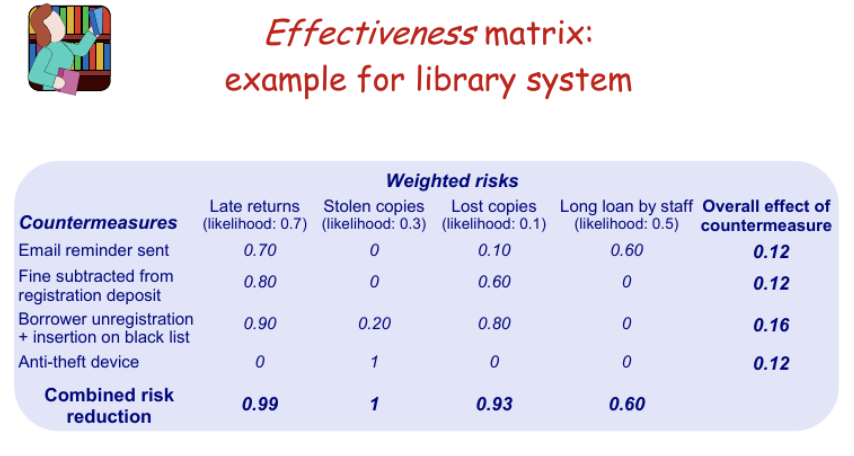 Effectiveness matrix:
example for library system
Weighted risks
Late returns Stolen copies Lost copies Long loan by staff Overall effect of
Countermeasures (likelihood: 0.7) (likelihood: 0.3) (likelihood: 0.1) (likelihood: 0.5) countermeasure
Email reminder sent 0.70 0 0.10 0.60 0.12
Fine subtracted from
registration deposit 0.80 0 0.60 0 0.12
Borrower unregistration
+ insertion on black list 0.90 0.20 0.80 0 0.16
Anti-theft device 0 1 0 0 0.12
Combined risk
reduction 0.99 1 0.93 0.60